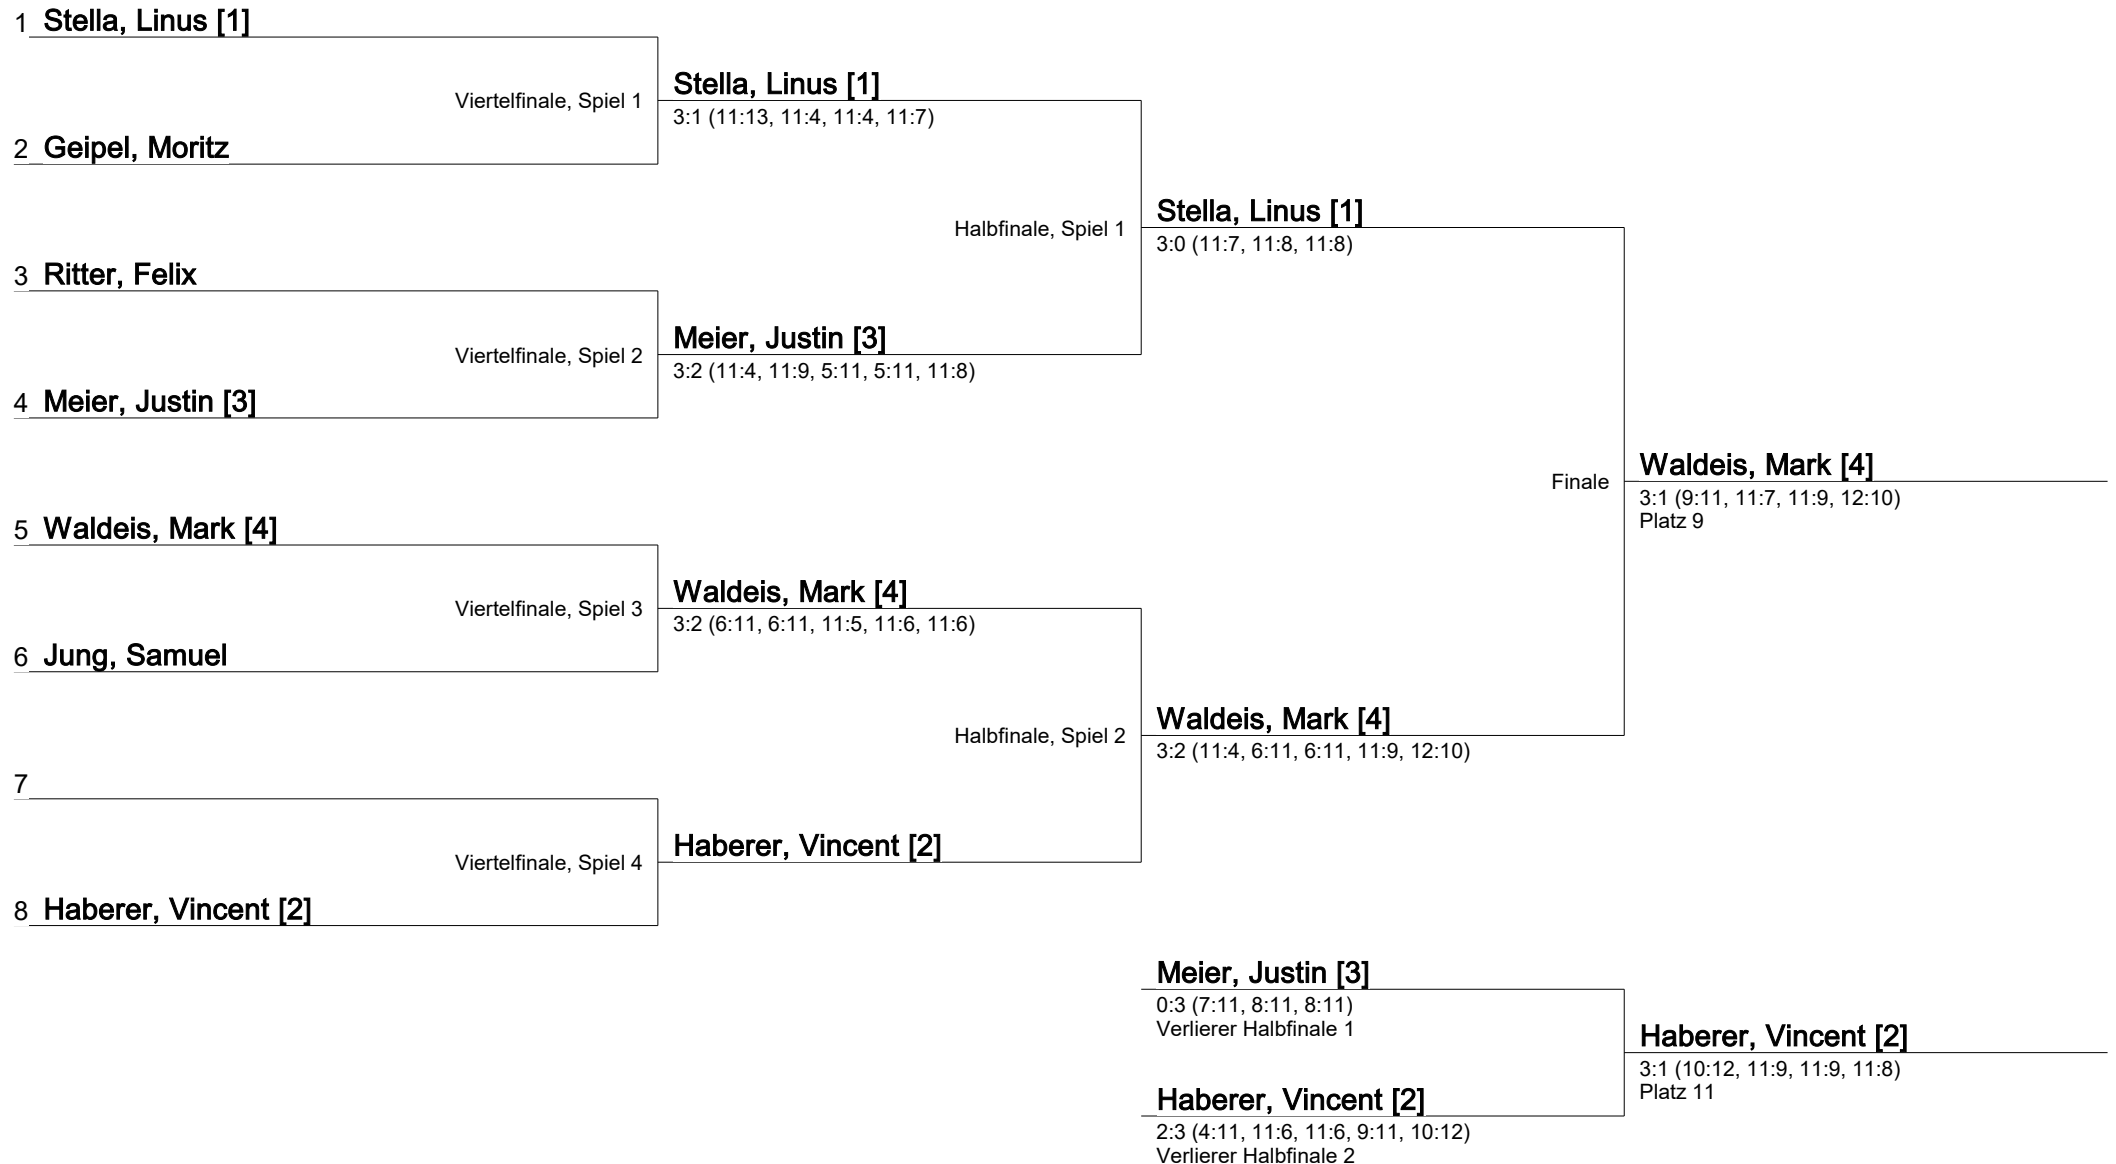 1 Stella, Linus [1]
Viertelfinale, Spiel 1
2 Geipel, Moritz
Stella, Linus [1]
3:1 (11:13, 11:4, 11:4, 11:7)
3 Ritter, Felix
Viertelfinale, Spiel 2
4 Meier, Justin [3]
Meier, Justin [3]
3:2 (11:4, 11:9, 5:11, 5:11, 11:8)
Halbfinale, Spiel 1
Stella, Linus [1]
3:0 (11:7, 11:8, 11:8)
5 Waldeis, Mark [4]
Viertelfinale, Spiel 3
6 Jung, Samuel
Waldeis, Mark [4]
3:2 (6:11, 6:11, 11:5, 11:6, 11:6)
7
Viertelfinale, Spiel 4
8 Haberer, Vincent [2]
Haberer, Vincent [2]
Halbfinale, Spiel 2
Waldeis, Mark [4]
3:2 (11:4, 6:11, 6:11, 11:9, 12:10)
Finale
Waldeis, Mark [4]
3:1 (9:11, 11:7, 11:9, 12:10)
Platz 9
Meier, Justin [3]
0:3 (7:11, 8:11, 8:11)
Verlierer Halbfinale 1
Haberer, Vincent [2]
2:3 (4:11, 11:6, 11:6, 9:11, 10:12)
Verlierer Halbfinale 2
Haberer, Vincent [2]
3:1 (10:12, 11:9, 11:9, 11:8)
Platz 11